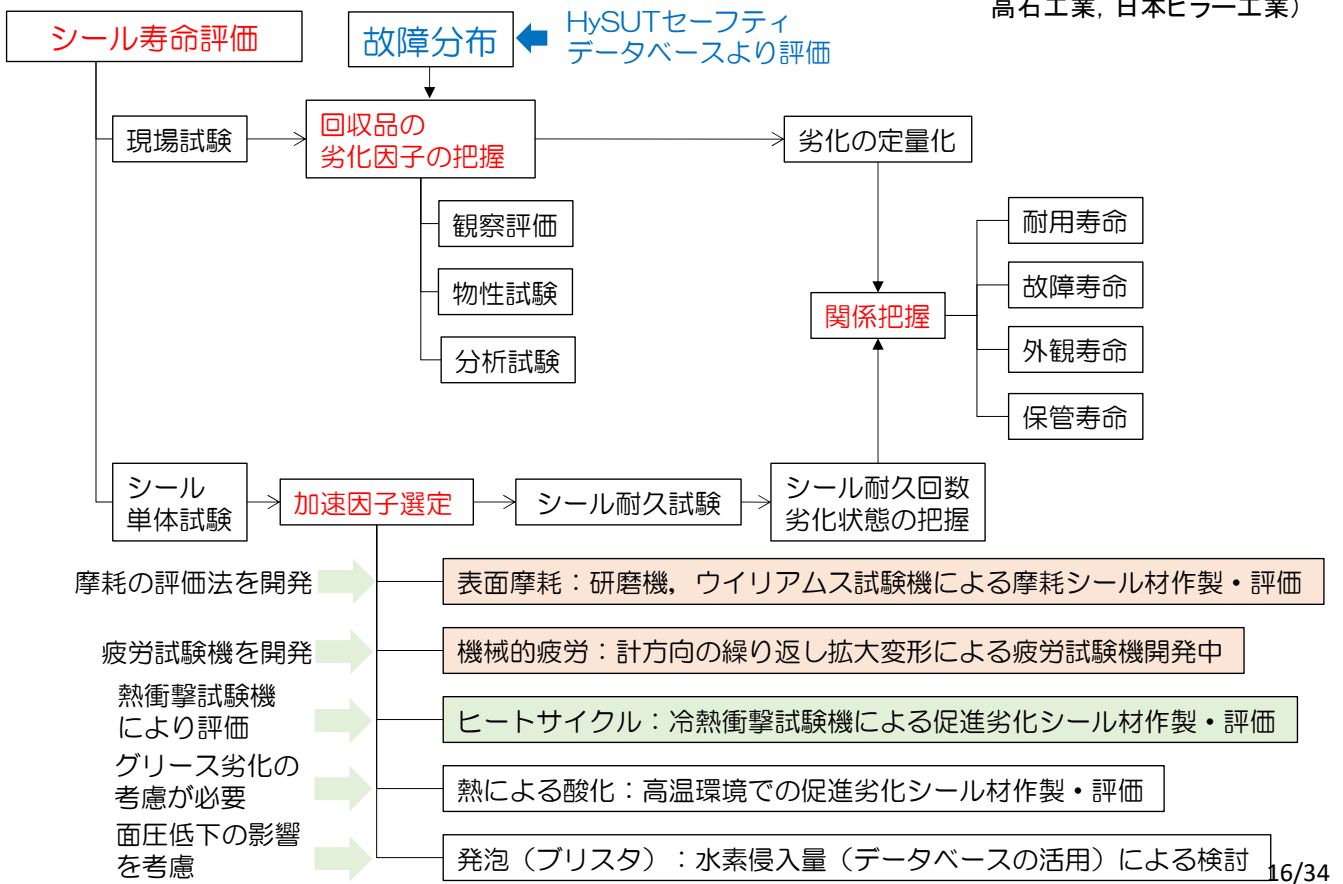 高石工業，日本ピラー工業）
シール寿命評価
故障分布
HySUTセーフティ
データベースより評価
現場試験
回収品の
劣化因子の把握
劣化の定量化
観察評価
物性試験
分析試験
関係把握
耐用寿命
故障寿命
外観寿命
保管寿命
シール
単体試験
加速因子選定
シール耐久試験
シール耐久回数
劣化状態の把握
摩耗の評価法を開発
表面摩耗：研磨機，ウイリアムス試験機による摩耗シール材作製・評価
疲労試験機を開発
機械的疲労：計方向の繰り返し拡大変形による疲労試験機開発中
熱衝撃試験機
により評価
ヒートサイクル：冷熱衝撃試験機による促進劣化シール材作製・評価
グリース劣化の
考慮が必要
熱による酸化：高温環境での促進劣化シール材作製・評価
面圧低下の影響
を考慮
発泡（ブリスタ）：水素侵入量（データベースの活用）による検討
16/34